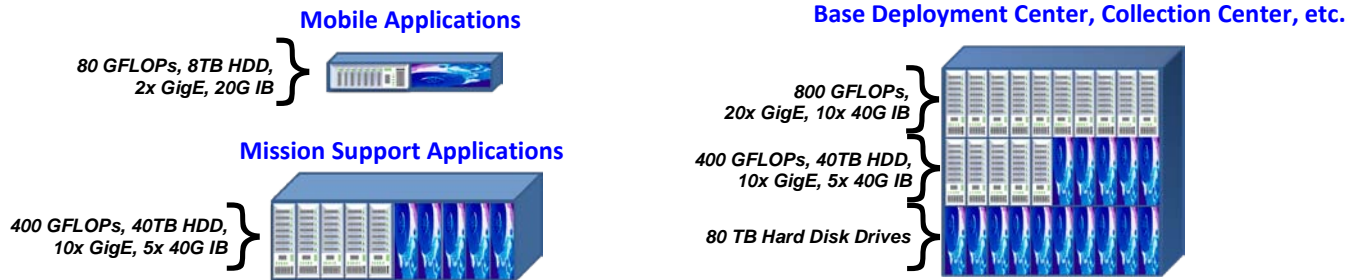 Mobile Applications
80 GFLOPs, 8TB HDD,
2x GigE, 20G IB
Mission Support Applications
400 GFLOPs, 40TB HDD,
10x GigE, 5x 40G IB
Base Deployment Center, Collection Center, etc.
800 GFLOPs,
20x GigE, 10x 40G IB
400 GFLOPs, 40TB HDD,
10x GigE, 5x 40G IB
80 TB Hard Disk Drives